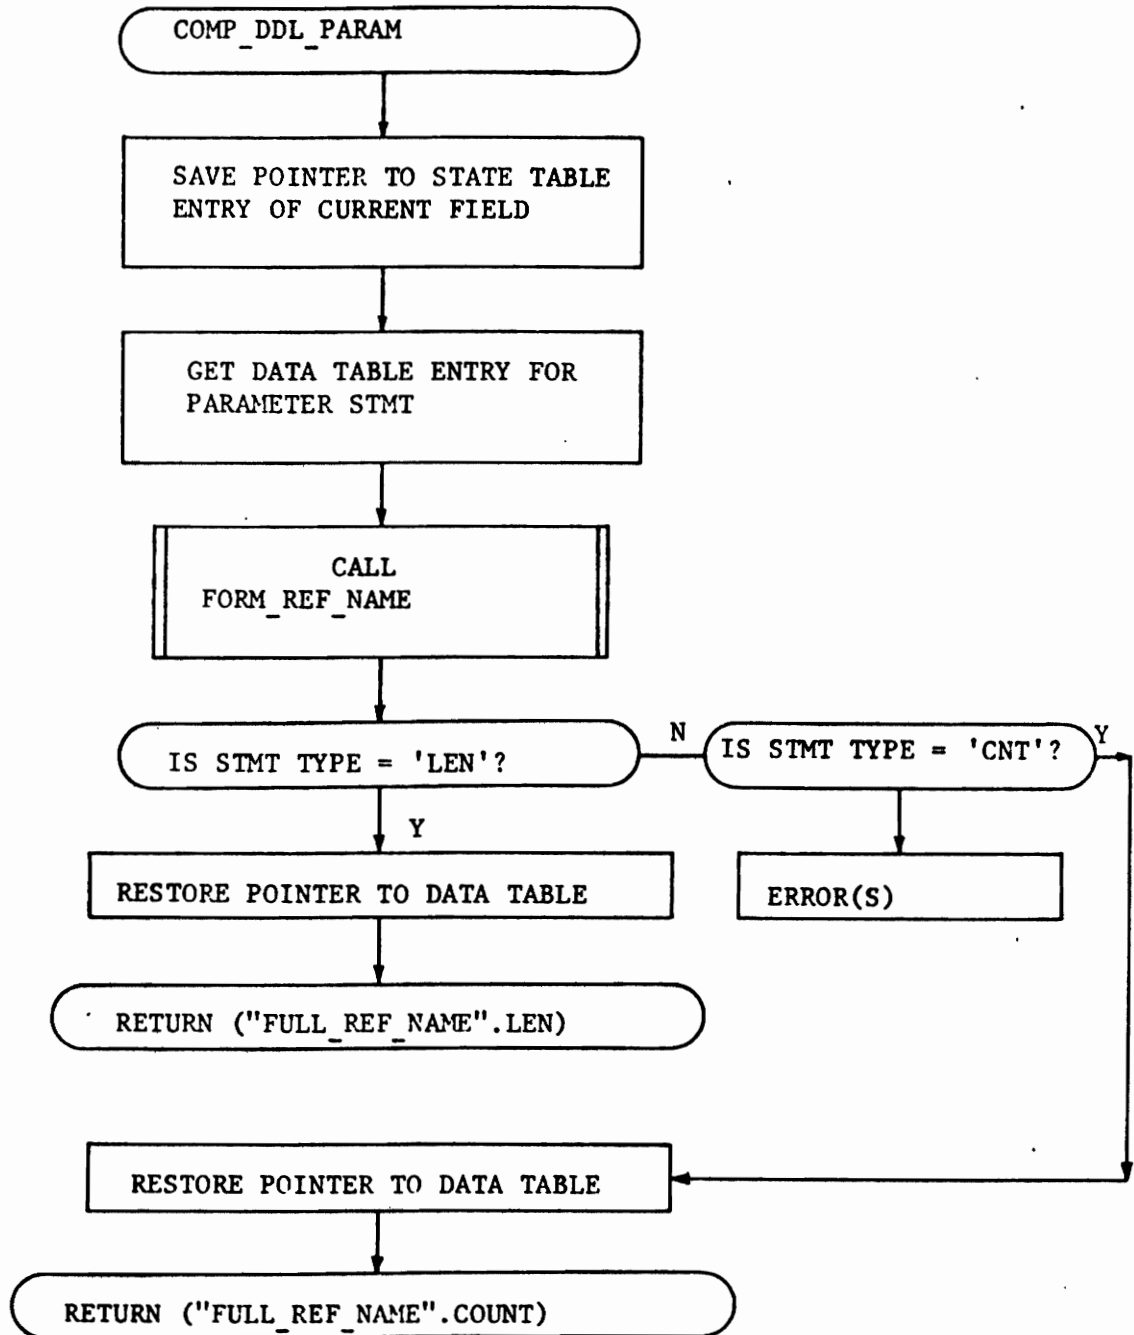 COMP_DDL_PARAM
SAVE POINTER TO STATE TABLE
ENTRY OF CURRENT FIELD
GET DATA TABLE ENTRY FOR
PARAMETER STMT
CALL
FORM_REF_NAME
IS STMT TYPE = 'LEN'?
N
IS STMT TYPE = 'CNT'?
Y
Y
RESTORE POINTER TO DATA TABLE
ERROR(S)
RETURN ("FULL_REF_NAME".LEN)
RESTORE POINTER TO DATA TABLE
RETURN ("FULL_REF_NAME".COUNT)